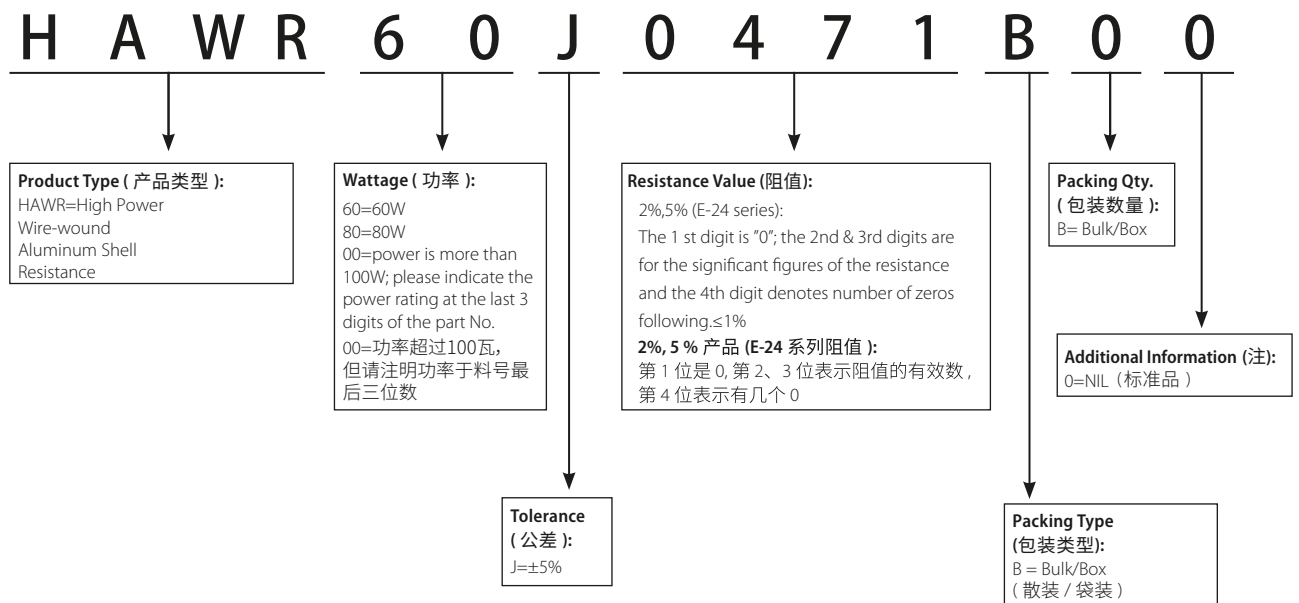 H A W R 6 0 J 0 4 7 1 B 0 0
Product Type ( 产品类型 ):
HAWR=High Power
Wire-wound
Aluminum Shell
Resistance
Wattage ( 功率 ):
60=60W
80=80W
00=power is more than
100W; please indicate the
power rating at the last 3
digits of the part No.
00=功率超过100瓦，
但请注明功率于料号最
后三位数
Resistance Value (阻值):
2%,5% (E-24 series):
The 1 st digit is "0"; the 2nd & 3rd digits are
for the significant figures of the resistance
and the 4th digit denotes number of zeros
following.≤1%
2%, 5 % 产品 (E-24 系列阻值 ):
第 1 位是 0, 第 2、3 位表示阻值的有效数 ,
第 4 位表示有几个 0
Packing Qty.
( 包装数量 ):
B= Bulk/Box
Additional Information (注):
0=NIL（标准品 ）
Tolerance
( 公差 ):
J=±5%
Packing Type
(包装类型):
B = Bulk/Box
( 散装 / 袋装 )